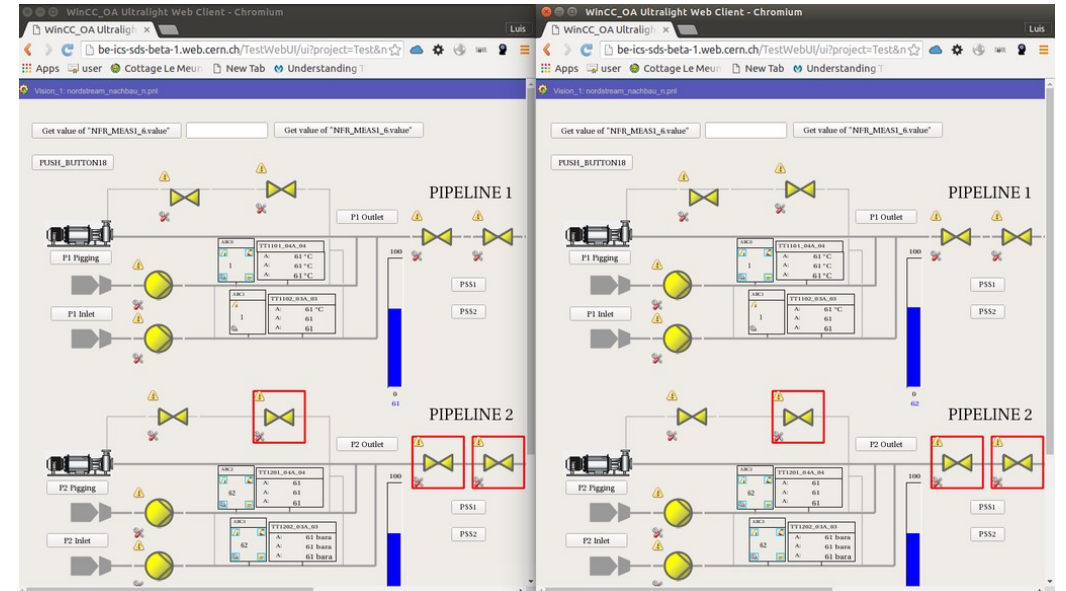 WinCC_OA Ultralight Web Client - Chromium
WinCC_OA Ultraligh ×
Luis
be-ics-sds-beta-1.web.cern.ch/TestWebUI/ui?project=Test&n
Apps user Cottage Le Meun New Tab Understanding T
Vision_1: nordstream_nachbau_n.pnl
Get value of "NFR_MEAS1_6.value" Get value of "NFR_MEAS1_6.value"
PUSH_BUTTON18
PIPELINE 1
P1 Outlet
P1 Pigging
TT1101_04A_04
1
A: 61 °C
A: 61 °C
A: 61 °C
100
PSS1
TT1102_03A_03
1
A: 61 °C
A: 61
A: 61
P1 Inlet
PSS2
0
61
PIPELINE 2
P2 Outlet
P2 Pigging
TT1201_04A_04
62
A: 61
A: 61
A: 61
100
PSS1
TT1202_03A_03
62
A: 61 bara
A: 61 bara
A: 61 bara
P2 Inlet
PSS2
WinCC_OA Ultralight Web Client - Chromium
WinCC_OA Ultraligh ×
Luis
be-ics-sds-beta-1.web.cern.ch/TestWebUI/ui?project=Test&n
Apps user Cottage Le Meun New Tab Understanding T
Vision_1: nordstream_nachbau_n.pnl
Get value of "NFR_MEAS1_6.value" Get value of "NFR_MEAS1_6.value"
PUSH_BUTTON18
PIPELINE 1
P1 Outlet
P1 Pigging
TT1101_04A_04
1
A: 61 °C
A: 61 °C
A: 61 °C
100
PSS1
TT1102_03A_03
1
A: 61 °C
A: 61
A: 61
P1 Inlet
PSS2
0
62
PIPELINE 2
P2 Outlet
P2 Pigging
TT1201_04A_04
62
A: 61
A: 61
A: 61
100
PSS1
TT1202_03A_03
62
A: 61 bara
A: 61 bara
A: 61 bara
P2 Inlet
PSS2